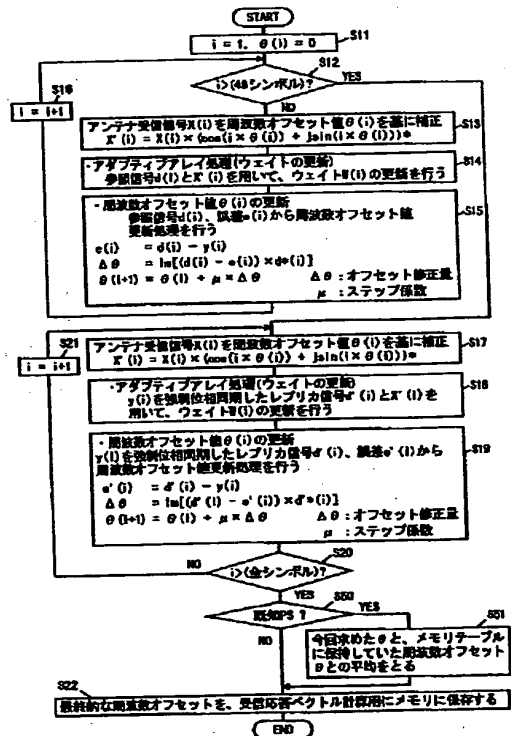 START
i = 1, θ(i) = 0
S11
S12
i>(48シンボル)?
YES
NO
S16
i = i+1
アンテナ受信信号X(i)を周波数オフセット値θ(i)を基に補正
X'(i) = X(i)×(cos(i×θ(i)) + jsin(i×θ(i)))*
S13
・アダプティブアレイ処理(ウェイトの更新)
参照信号d(i)とX'(i)を用いて、ウェイトW(i)の更新を行う
S14
・周波数オフセット値θ(i)の更新
参照信号d(i)、誤差e(i)から周波数オフセット値
更新処理を行う
e(i) = d(i) - y(i)
Δθ = Im[(d(i) - e(i))×d*(i)]
θ(i+1) = θ(i) + μ×Δθ Δθ:オフセット修正量
μ:ステップ係数
S15
S21
i = i+1
アンテナ受信信号X(i)を周波数オフセット値θ(i)を基に補正
X'(i) = X(i)×(cos(i×θ(i)) + jsin(i×θ(i)))*
S17
・アダプティブアレイ処理(ウェイトの更新)
y(i)を強制位相同期したレプリカ信号d'(i)とX'(i)を
用いて、ウェイトW(i)の更新を行う
S18
・周波数オフセット値θ(i)の更新
y(i)を強制位相同期したレプリカ信号d'(i)、誤差e'(i)から
周波数オフセット値更新処理を行う
e'(i) = d'(i) - y(i)
Δθ = Im[(d'(i) - e'(i))×d'*(i)]
θ(i+1) = θ(i) + μ×Δθ Δθ:オフセット修正量
μ:ステップ係数
S19
S20
NO
i>(全シンボル)?
YES
S50
既知PS ?
YES
NO
S51
今回求めたθと、メモリテーブル
に保持していた周波数オフセット
θとの平均をとる
S22
最終的な周波数オフセットを、受信応答ベクトル計算用にメモリに保存する
END